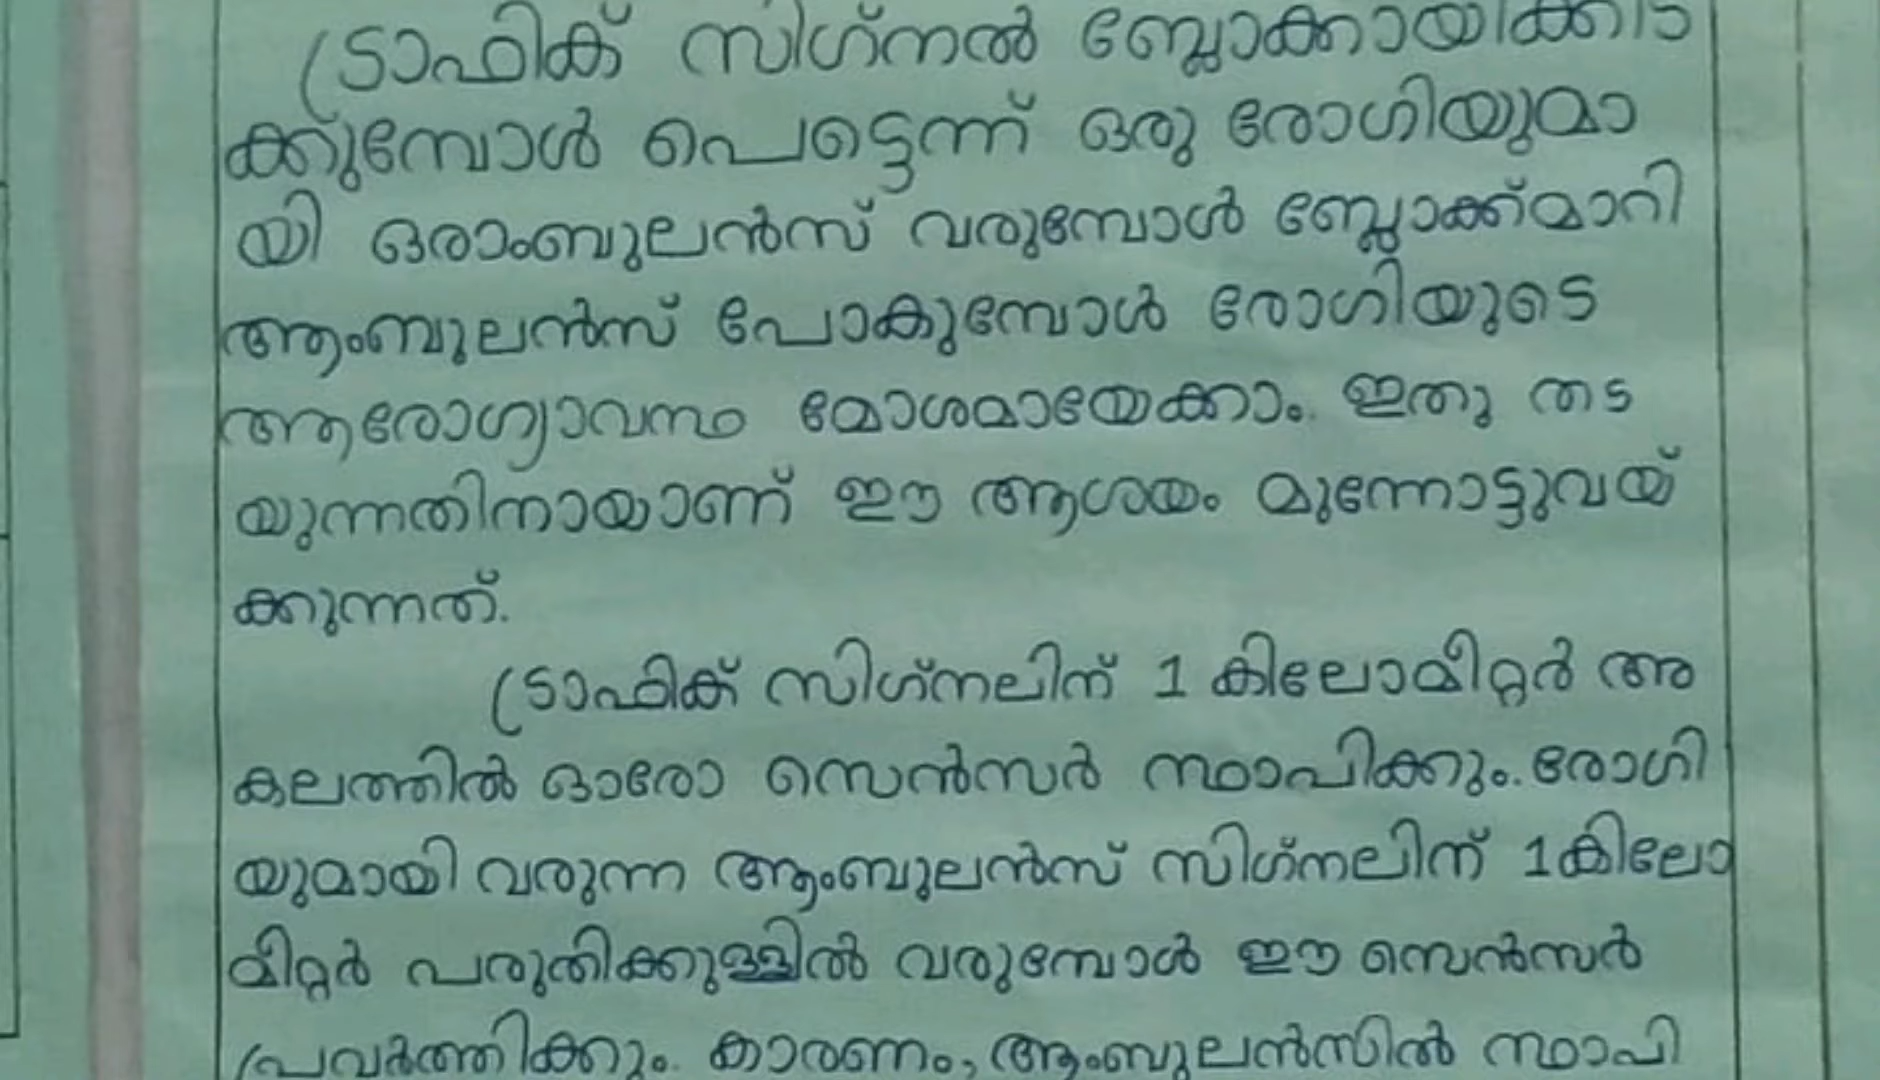 ട്രാഫിക് സിഗ്നൽ ബ്ലോക്കായിക്കിട
ക്കുമ്പോൾ പെട്ടെന്ന് ഒരു രോഗിയുമാ
യി ഒരാംബുലൻസ് വരുമ്പോൾ ബ്ലോക്ക്മാറി
ആംബുലൻസ് പോകുമ്പോൾ രോഗിയുടെ
ആരോഗ്യാവസ്ഥ മോശമായേക്കാം. ഇതു തട
യുന്നതിനായാണ് ഈ ആശയം മുന്നോട്ടുവയ്
ക്കുന്നത്.
ട്രാഫിക് സിഗ്നലിന് 1 കിലോമീറ്റർ അ
കലത്തിൽ ഓരോ സെൻസർ സ്ഥാപിക്കും. രോഗി
യുമായി വരുന്ന ആംബുലൻസ് സിഗ്നലിന് 1കിലോ
മീറ്റർ പരുതിക്കുള്ളിൽ വരുമ്പോൾ ഈ സെൻസർ
പ്രവർത്തിക്കും. കാരണം, ആംബുലൻസിൽ സ്ഥാപി